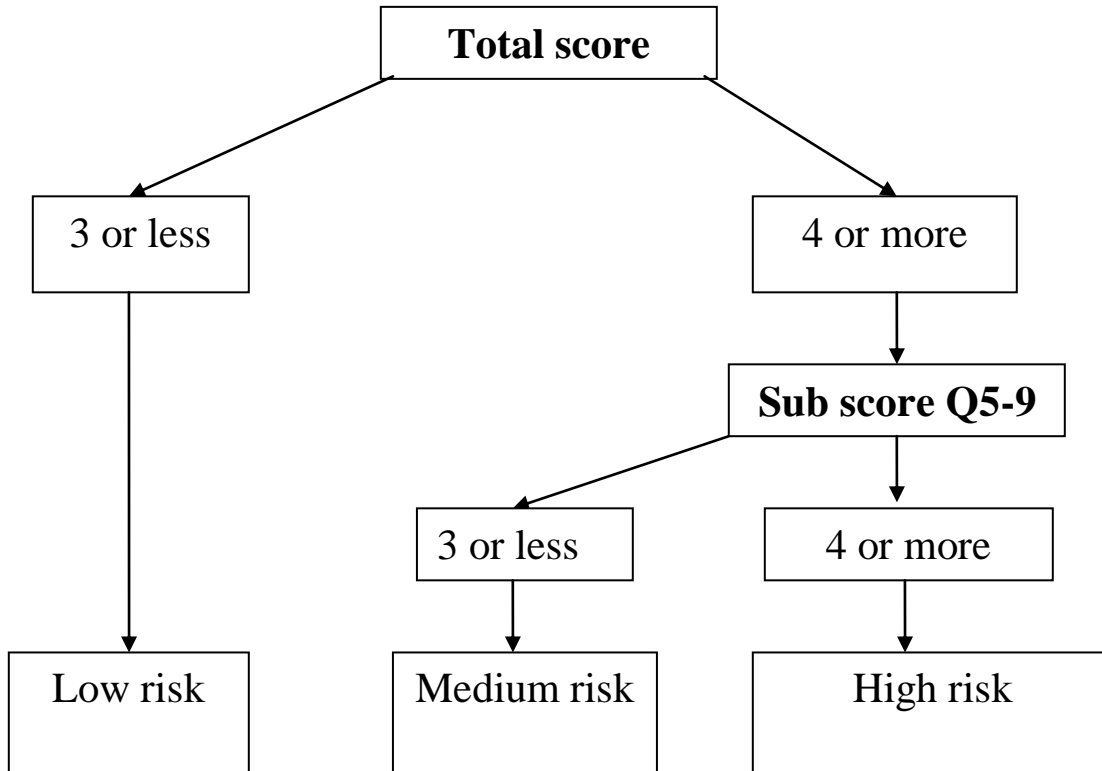 Total score
3 or less
4 or more
Sub score Q5-9
3 or less
4 or more
Low risk
Medium risk
High risk